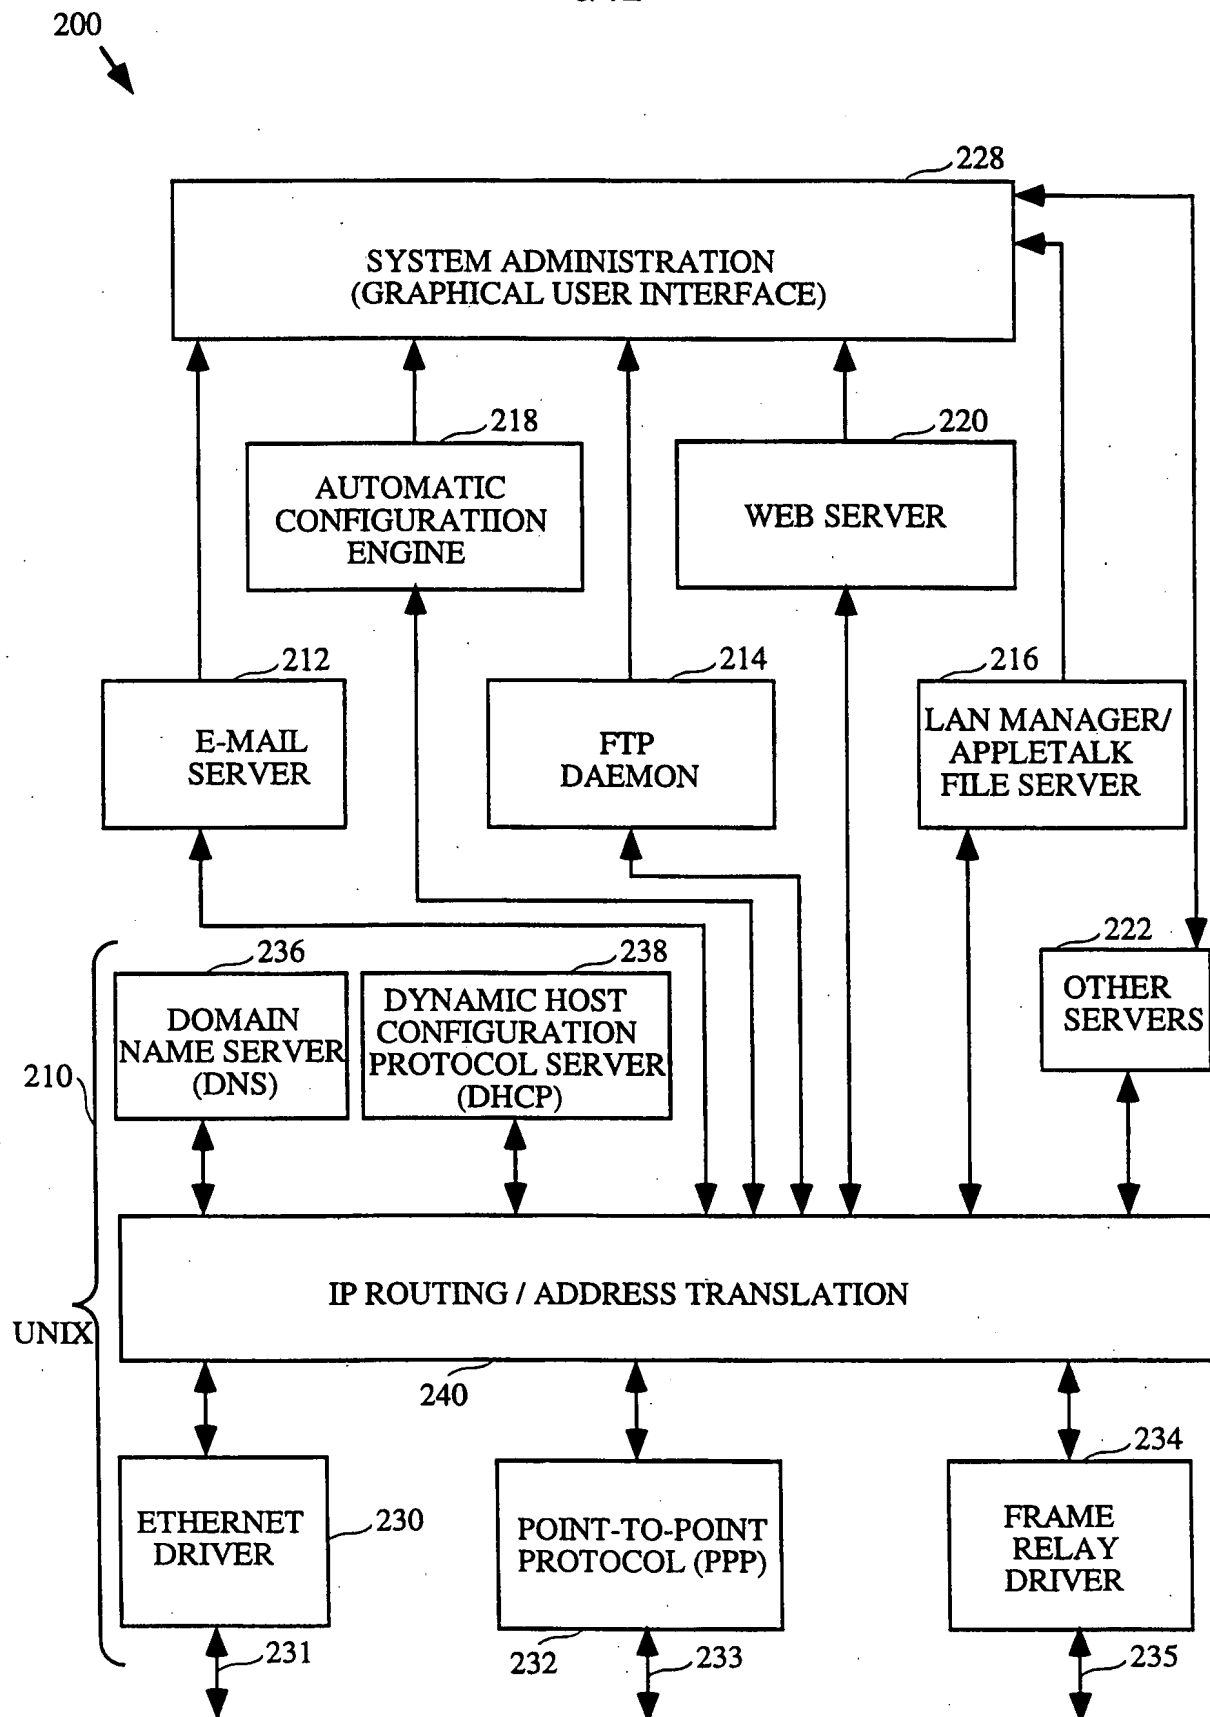 200
228
SYSTEM ADMINISTRATION
(GRAPHICAL USER INTERFACE)
218
220
AUTOMATIC
CONFIGURATIION
ENGINE
WEB SERVER
212
214
216
E-MAIL
SERVER
FTP
DAEMON
LAN MANAGER/
APPLETALK
FILE SERVER
222
OTHER
SERVERS
236
238
DOMAIN
NAME SERVER
(DNS)
DYNAMIC HOST
CONFIGURATION
PROTOCOL SERVER
(DHCP)
210
UNIX
IP ROUTING / ADDRESS TRANSLATION
240
234
ETHERNET
DRIVER
230
POINT-TO-POINT
PROTOCOL (PPP)
FRAME
RELAY
DRIVER
231
232
233
235